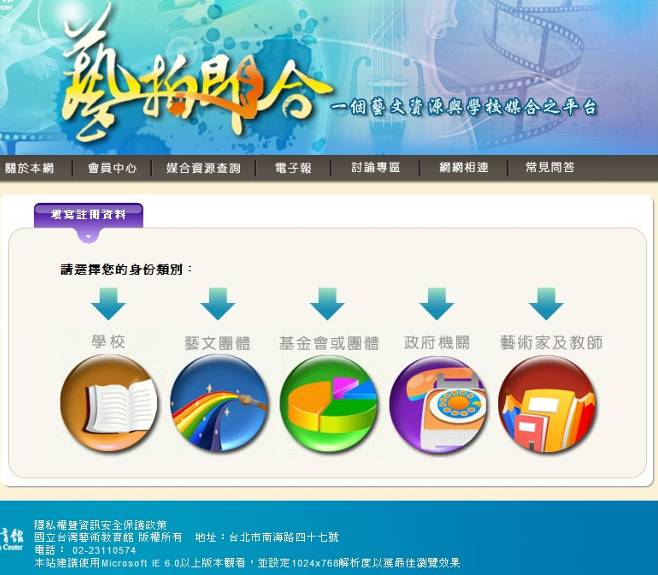 藝拍即合
一個藝文資源與學校媒合之平台
關於本網 會員中心 媒合資源查詢 電子報 討論專區 網網相連 常見問答
填寫註冊資料
請選擇您的身份類別：
學校 藝文團體 基金會或團體 政府機關 藝術家及教師
隱私權暨資訊安全保護政策
國立台灣藝術教育館 版權所有 地址：台北市南海路四十七號
電話： 02-23110574
本站建議使用Microsoft IE 6.0以上版本觀看，並設定1024x768解析度以獲最佳瀏覽效果
育館
Center